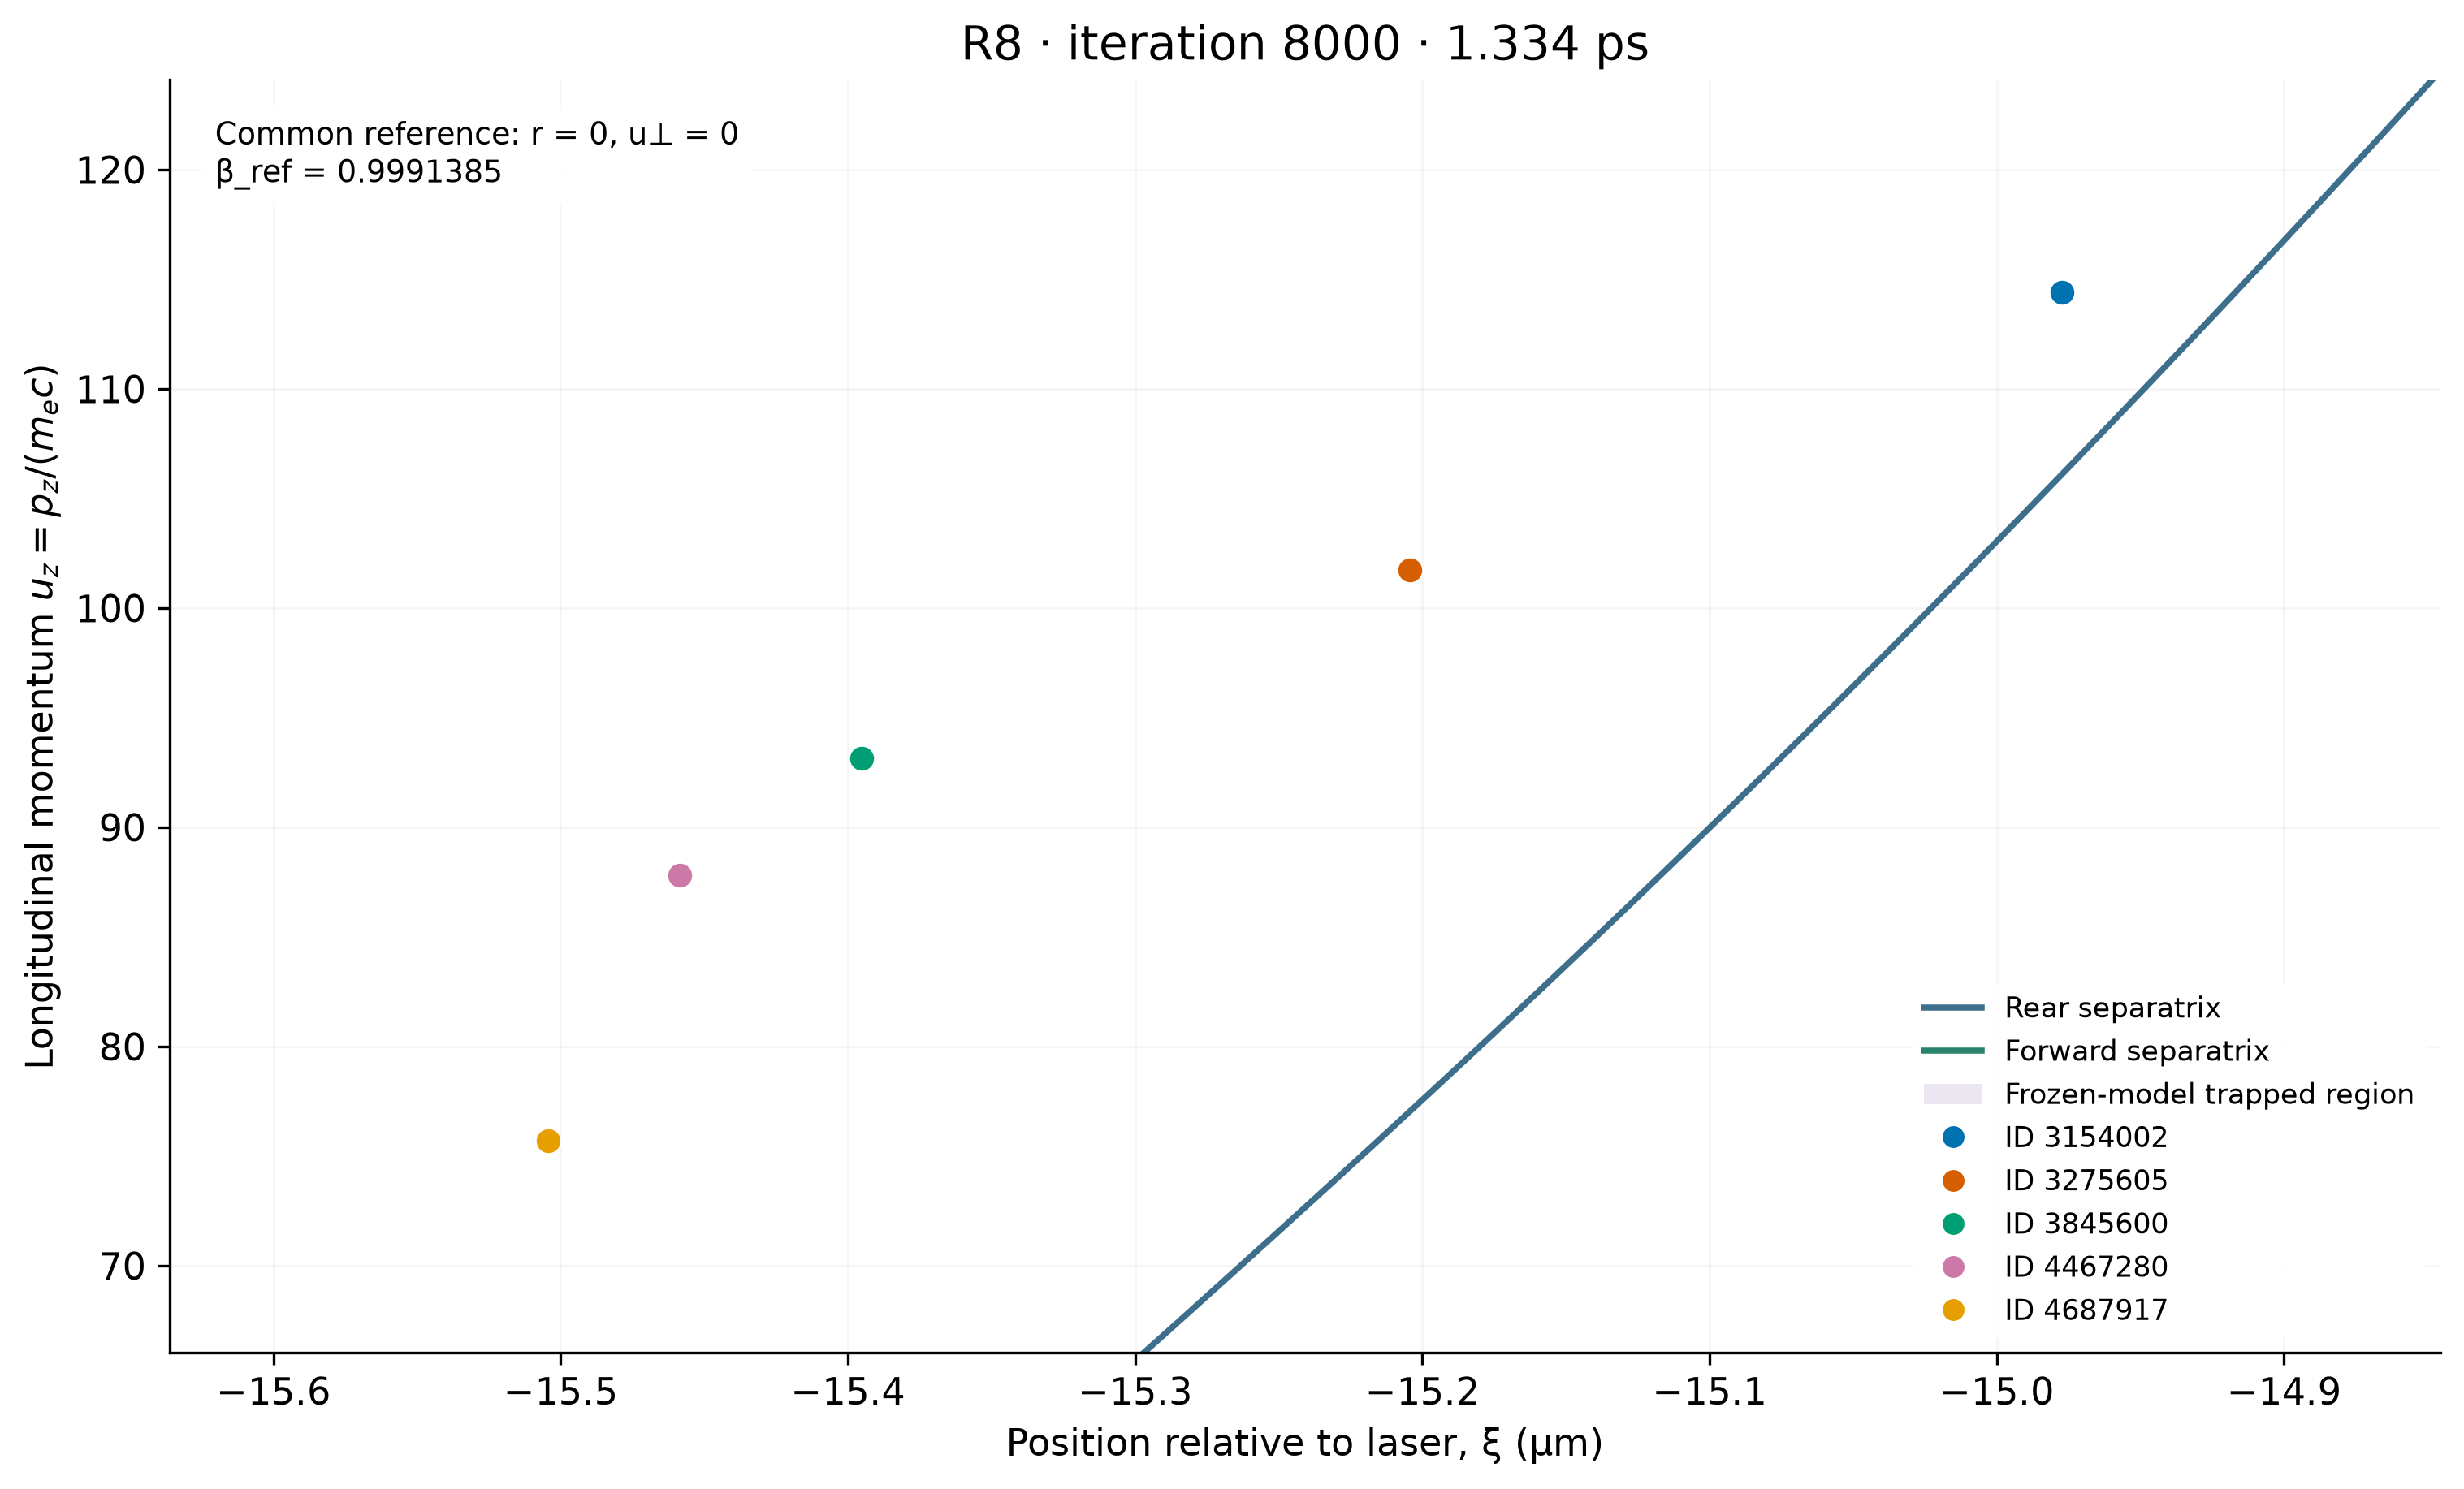 R8 · iteration 8000 · 1.334 ps
Common reference: r = 0, u⊥ = 0
β_ref = 0.9991385
Longitudinal momentum u_z = p_z/(m_e c)
120
110
100
90
80
70
Rear separatrix
Forward separatrix
Frozen-model trapped region
ID 3154002
ID 3275605
ID 3845600
ID 4467280
ID 4687917
−15.6 −15.5 −15.4 −15.3 −15.2 −15.1 −15.0 −14.9
Position relative to laser, ξ (μm)